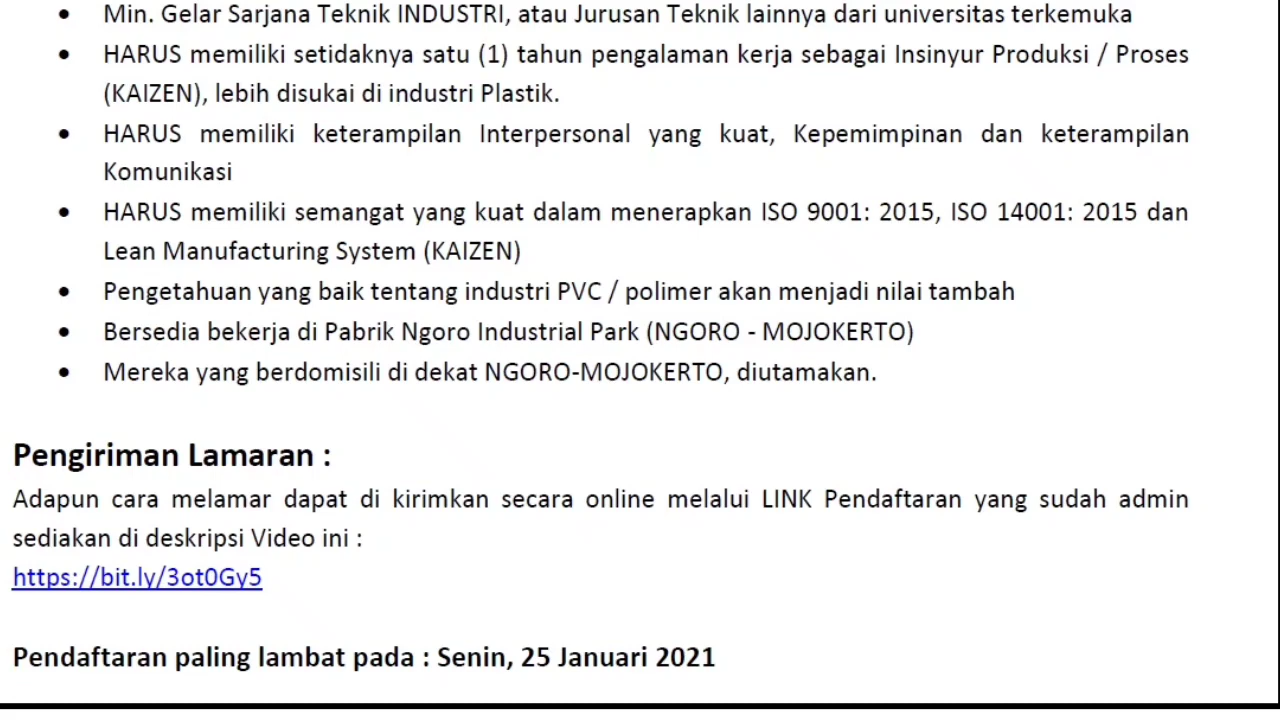 • Min. Gelar Sarjana Teknik INDUSTRI, atau Jurusan Teknik lainnya dari universitas terkemuka
• HARUS memiliki setidaknya satu (1) tahun pengalaman kerja sebagai Insinyur Produksi / Proses
(KAIZEN), lebih disukai di industri Plastik.
• HARUS memiliki keterampilan Interpersonal yang kuat, Kepemimpinan dan keterampilan
Komunikasi
• HARUS memiliki semangat yang kuat dalam menerapkan ISO 9001: 2015, ISO 14001: 2015 dan
Lean Manufacturing System (KAIZEN)
• Pengetahuan yang baik tentang industri PVC / polimer akan menjadi nilai tambah
• Bersedia bekerja di Pabrik Ngoro Industrial Park (NGORO - MOJOKERTO)
• Mereka yang berdomisili di dekat NGORO-MOJOKERTO, diutamakan.
Pengiriman Lamaran :
Adapun cara melamar dapat di kirimkan secara online melalui LINK Pendaftaran yang sudah admin
sediakan di deskripsi Video ini :
https://bit.ly/3ot0Gy5
Pendaftaran paling lambat pada : Senin, 25 Januari 2021